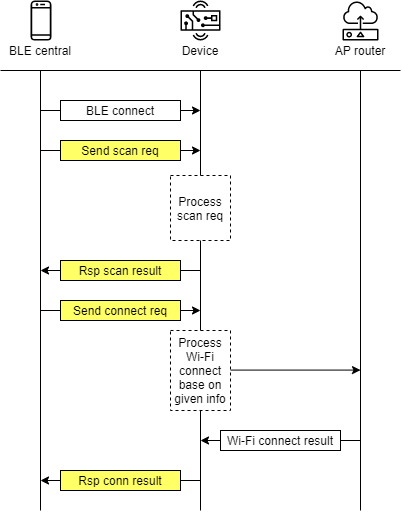 BLE central
Device
AP router
BLE connect
Send scan req
Process
scan req
Rsp scan result
Send connect req
Process
Wi-Fi
connect
base on
given info
Wi-Fi connect result
Rsp conn result